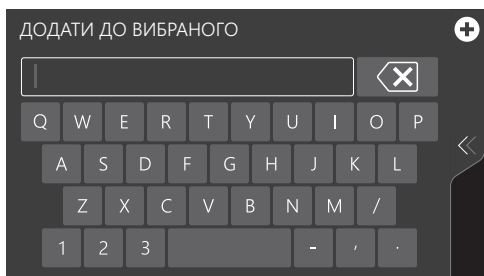 ДОДАТИ ДО ВИБРАНОГО
Q W E R T Y U I O P
A S D F G H J K L
Z X C V B N M /
1 2 3 - , .